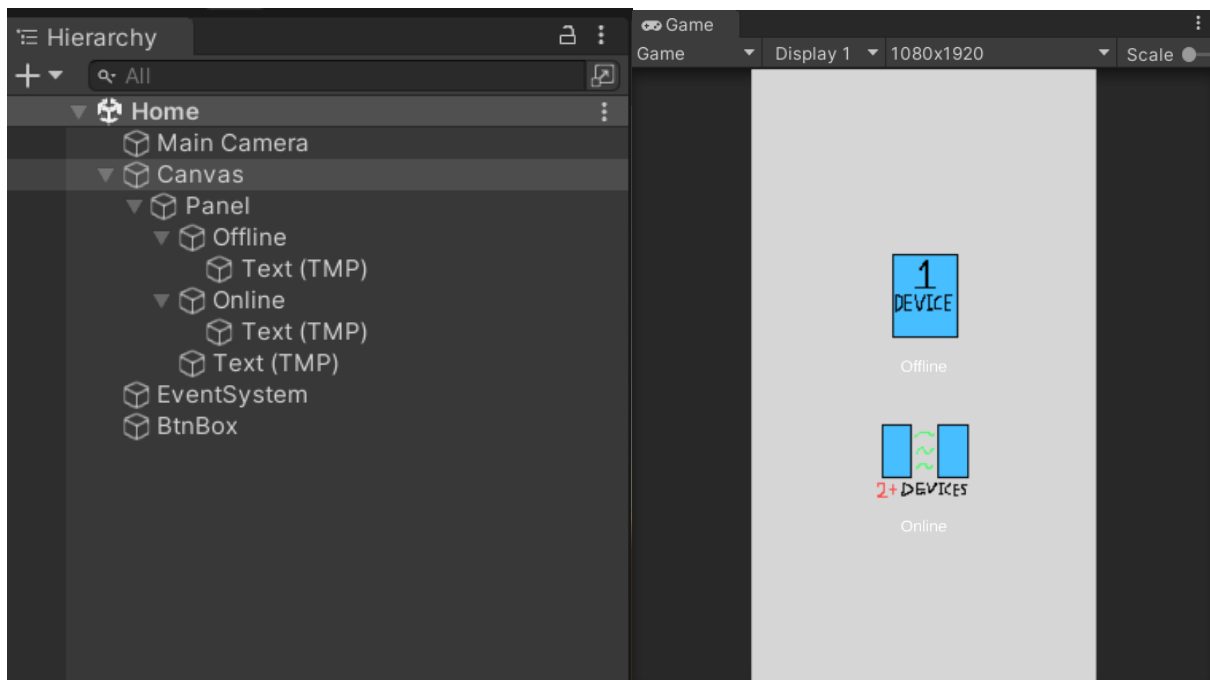 Hierarchy
All
Home
Main Camera
Canvas
Panel
Offline
Text (TMP)
Online
Text (TMP)
Text (TMP)
EventSystem
BtnBox
Game
Game Display 1 1080x1920 Scale
1
DEVICE
Offline
2+ DEVICES
Online